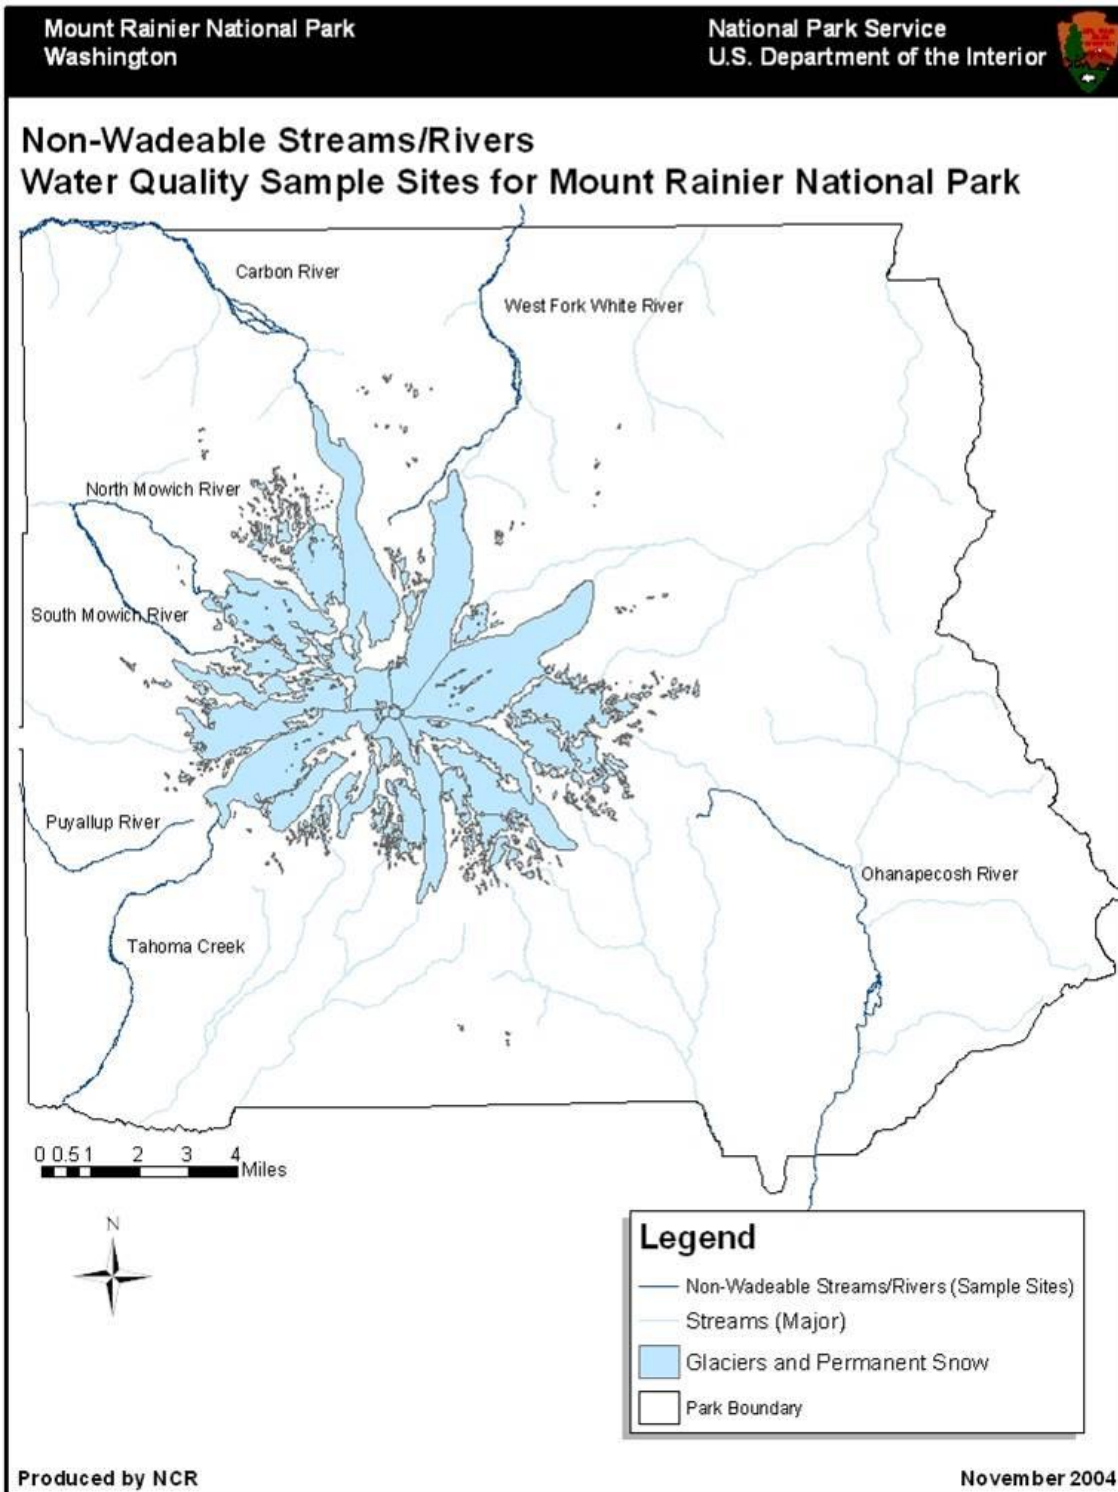 Mount Rainier National Park
Washington
National Park Service
U.S. Department of the Interior
Non-Wadeable Streams/Rivers
Water Quality Sample Sites for Mount Rainier National Park
Carbon River
West Fork White River
North Mowich River
South Mowich River
Puyallup River
Ohanapecosh River
Tahoma Creek
0 0.5 1 2 3 4
Miles
N
Legend
Non-Wadeable Streams/Rivers (Sample Sites)
Streams (Major)
Glaciers and Permanent Snow
Park Boundary
Produced by NCR
November 2004